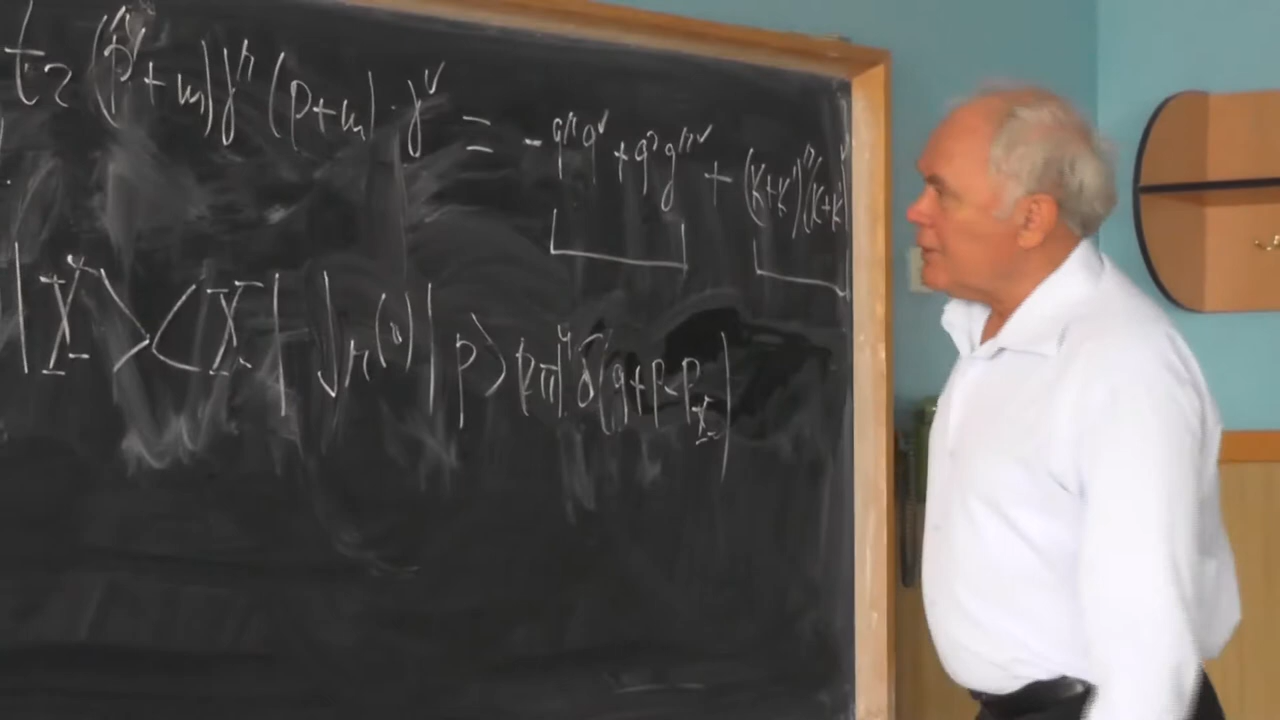 tr (p̂'+m)γ^μ (p+m) γ^ν = -q^μ q^ν + q² g^μν + (k+k')^μ (k+k')^ν
|X><X| J_μ(0) |p> (2π)⁴ δ(q+p-p_X)